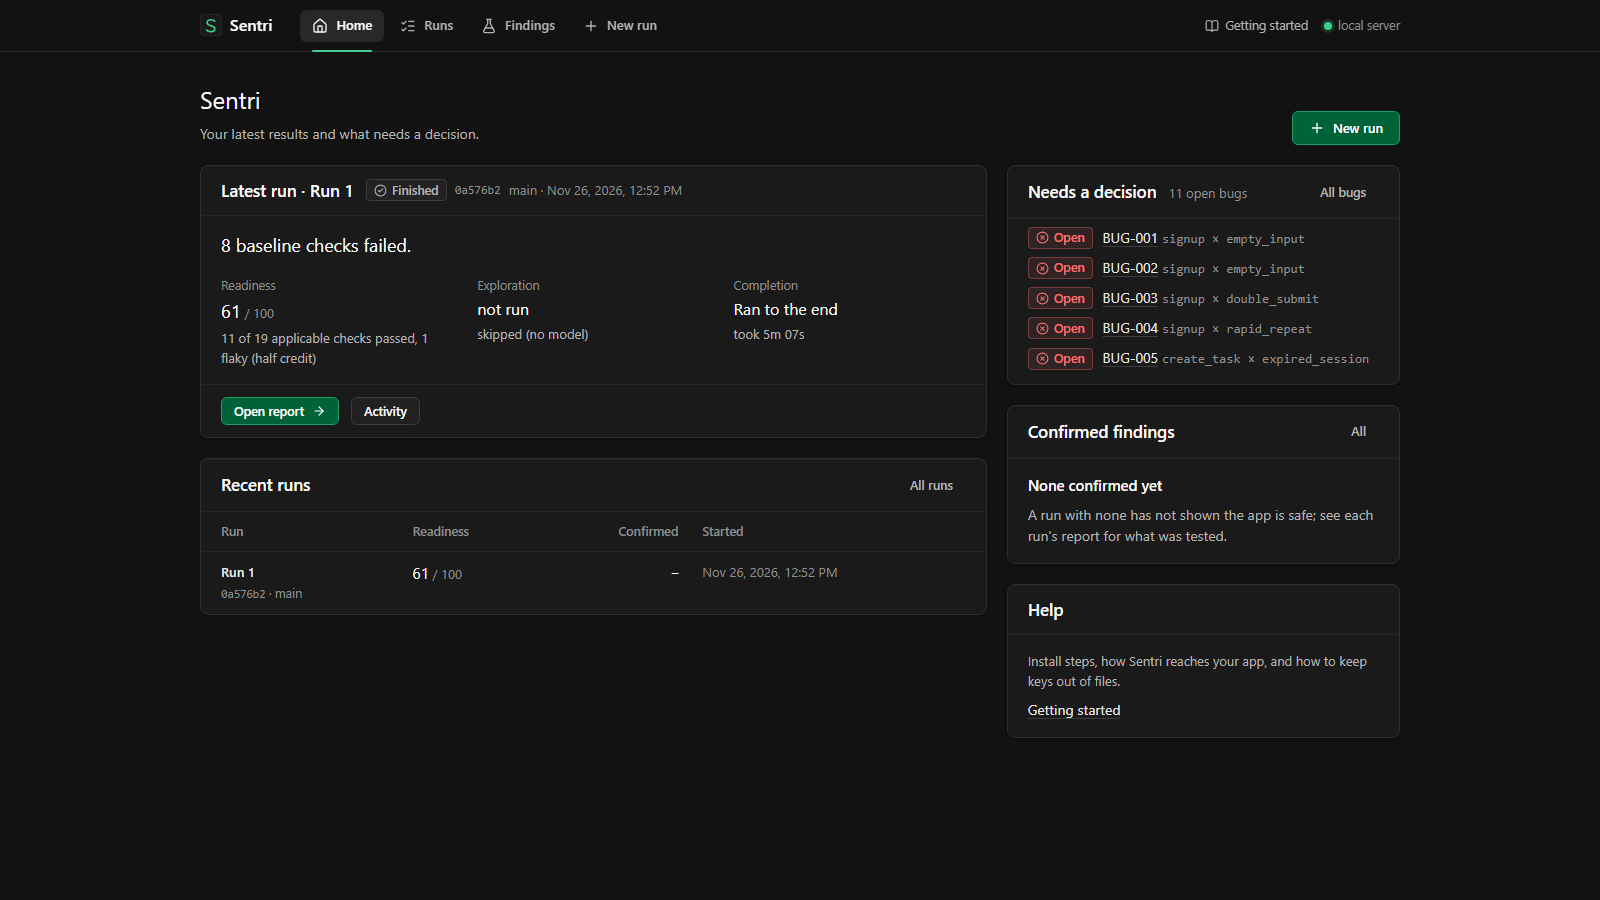 Sentri
Home
Runs
Findings
New run
Getting started
local server
Sentri
Your latest results and what needs a decision.
New run
Latest run · Run 1
Finished
0a576b2 main · Nov 26, 2026, 12:52 PM
8 baseline checks failed.
Readiness
61 / 100
11 of 19 applicable checks passed, 1
flaky (half credit)
Exploration
not run
skipped (no model)
Completion
Ran to the end
took 5m 07s
Open report
Activity
Recent runs
All runs
Run Readiness Confirmed Started
Run 1 61 / 100 – Nov 26, 2026, 12:52 PM
0a576b2 · main
Needs a decision 11 open bugs
All bugs
Open BUG-001 signup × empty_input
Open BUG-002 signup × empty_input
Open BUG-003 signup × double_submit
Open BUG-004 signup × rapid_repeat
Open BUG-005 create_task × expired_session
Confirmed findings
All
None confirmed yet
A run with none has not shown the app is safe; see each
run's report for what was tested.
Help
Install steps, how Sentri reaches your app, and how to keep
keys out of files.
Getting started